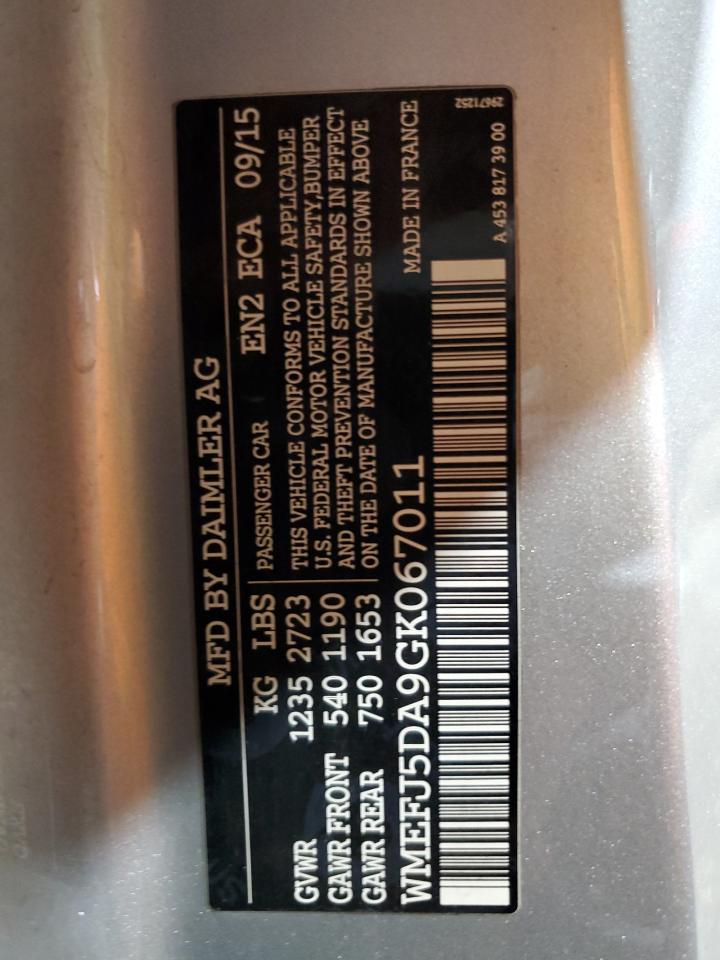 MFD BY DAIMLER AG
KG LBS PASSENGER CAR EN2 ECA 09/15
GVWR 1235 2723 THIS VEHICLE CONFORMS TO ALL APPLICABLE
GAWR FRONT 540 1190 U.S. FEDERAL MOTOR VEHICLE SAFETY,BUMPER
AND THEFT PREVENTION STANDARDS IN EFFECT
GAWR REAR 750 1653 ON THE DATE OF MANUFACTURE SHOWN ABOVE
WMEFJ5DA9GK067011 MADE IN FRANCE
A 453 817 39 00
29671252